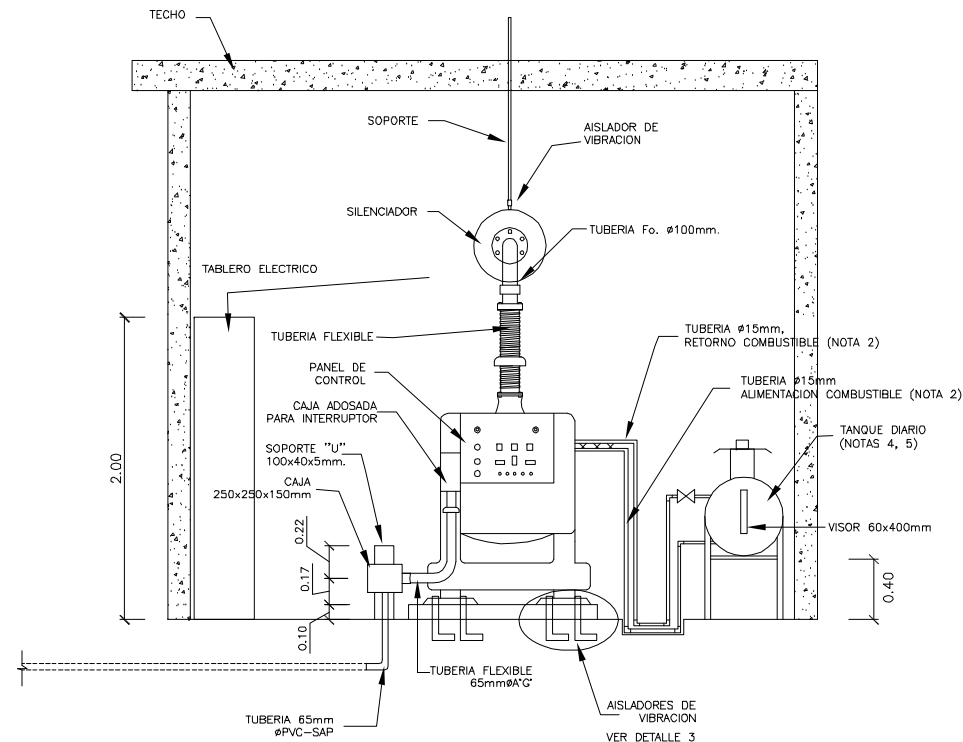 TECHO
SOPORTE
AISLADOR DE
VIBRACION
SILENCIADOR
TUBERIA Fo. ø100mm.
TABLERO ELECTRICO
TUBERIA FLEXIBLE
TUBERIA ø15mm,
RETORNO COMBUSTIBLE (NOTA 2)
PANEL DE
CONTROL
TUBERIA ø15mm
ALIMENTACION COMBUSTIBLE (NOTA 2)
CAJA ADOSADA
PARA INTERRUPTOR
TANQUE DIARIO
(NOTAS 4, 5)
SOPORTE "U"
100x40x5mm.
2.00
CAJA
250x250x150mm
VISOR 60x400mm
0.22
0.17
0.40
0.10
TUBERIA FLEXIBLE
65mmøA"G"
AISLADORES DE
VIBRACION
TUBERIA 65mm
øPVC-SAP
VER DETALLE 3